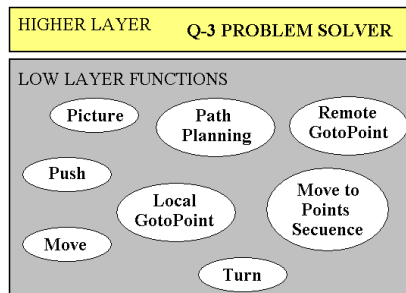 HIGHER LAYER Q-3 PROBLEM SOLVER
LOW LAYER FUNCTIONS
Picture
Path
Planning
Remote
GotoPoint
Push
Local
GotoPoint
Move to
Points
Secuence
Move
Turn